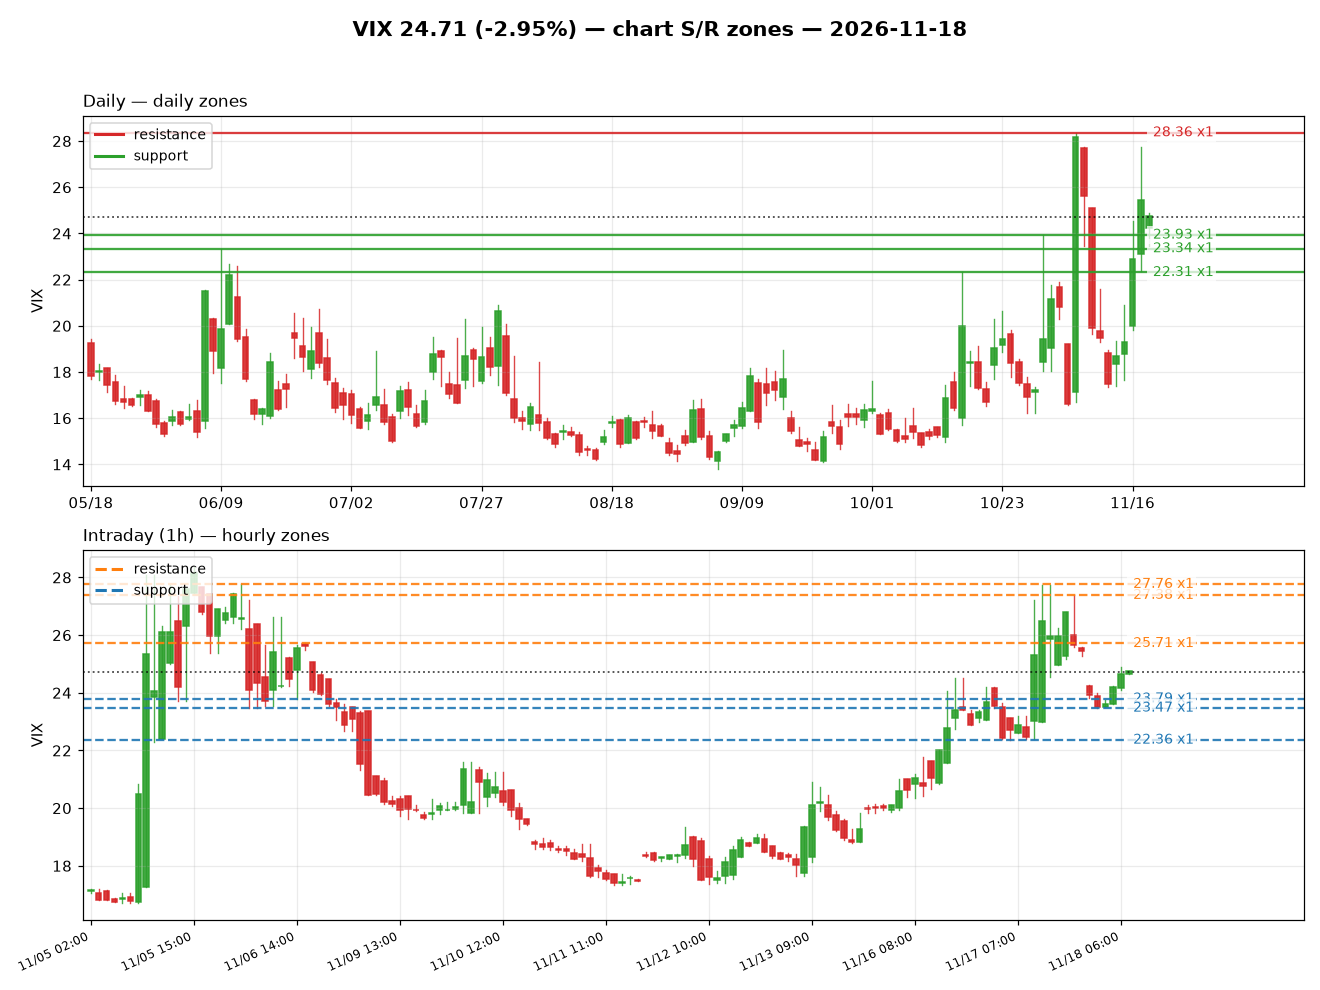 VIX 24.71 (-2.95%) — chart S/R zones — 2026-11-18
Daily — daily zones
resistance
support
28.36 x1
23.93 x1
23.34 x1
22.31 x1
VIX
28
26
24
22
20
18
16
14
05/18
06/09
07/02
07/27
08/18
09/09
10/01
10/23
11/16
Intraday (1h) — hourly zones
resistance
support
27.76 x1
27.36 x1
25.71 x1
23.79 x1
23.47 x1
22.36 x1
VIX
28
26
24
22
20
18
11/05 02:00
11/05 15:00
11/06 14:00
11/09 13:00
11/10 12:00
11/11 11:00
11/12 10:00
11/13 09:00
11/16 08:00
11/17 07:00
11/18 06:00